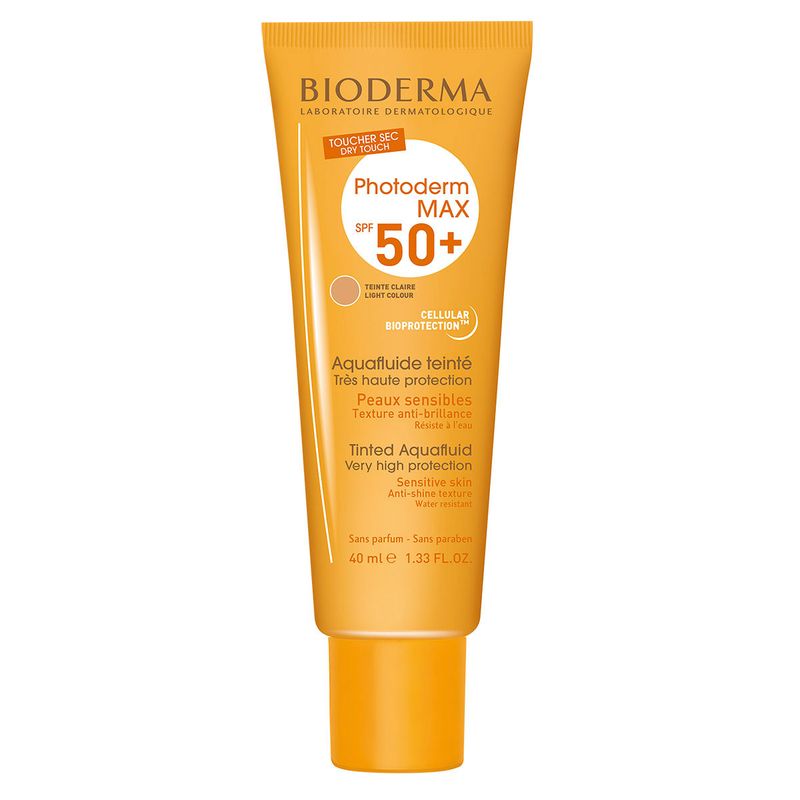 BIODERMA
LABORATOIRE DERMATOLOGIQUE
TOUCHER SEC
DRY TOUCH
Photoderm
MAX
SPF 50+
TEINTE CLAIRE
LIGHT COLOUR
CELLULAR
BIOPROTECTION™
Aquafluide teinté
Très haute protection
Peaux sensibles
Texture anti-brillance
Résiste à l'eau
Tinted Aquafluid
Very high protection
Sensitive skin
Anti-shine texture
Water resistant
Sans parfum - Sans paraben
40 ml ℮ 1.33 FL.OZ.